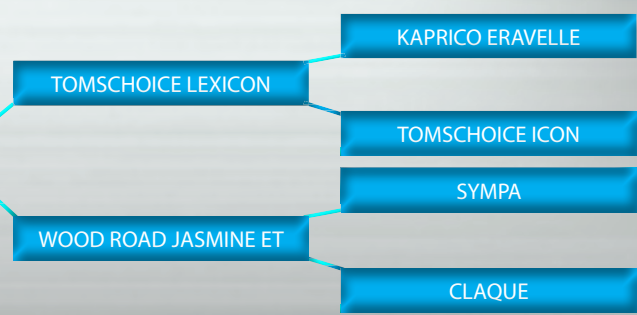 KAPRICO ERAVELLE
TOMSCHOICE LEXICON
TOMSCHOICE ICON
SYMPA
WOOD ROAD JASMINE ET
CLAQUE